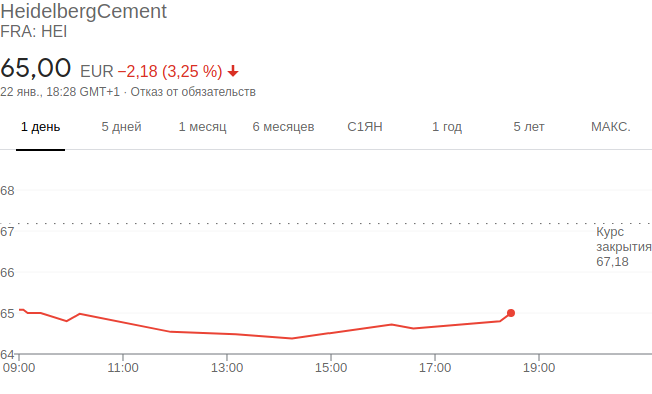 HeidelbergCement
FRA: HEI
65,00 EUR −2,18 (3,25 %)
22 янв., 18:28 GMT+1 · Отказ от обязательств
1 день 5 дней 1 месяц 6 месяцев С1ЯН 1 год 5 лет МАКС.
68
67
66
65
64
Курс
закрытия
67,18
09:00 11:00 13:00 15:00 17:00 19:00